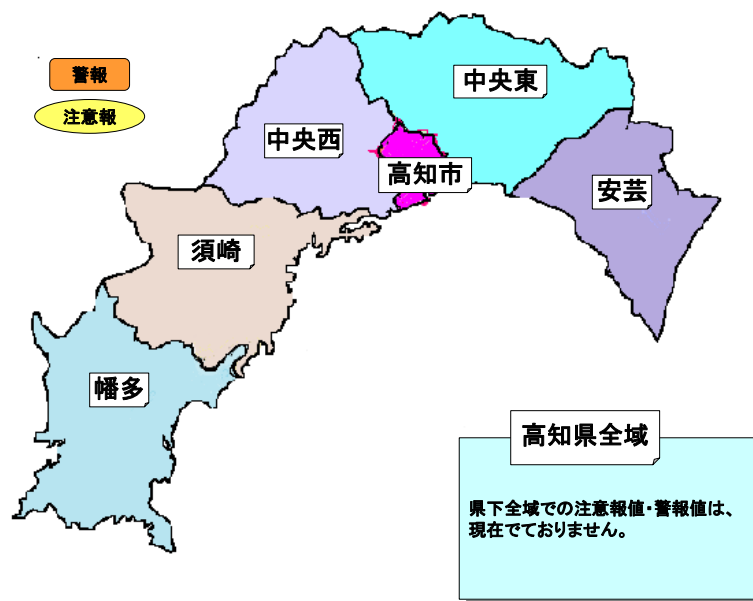 警報
注意報
中央東
中央西
高知市
安芸
須崎
幡多
高知県全域
県下全域での注意報値・警報値は、
現在でておりません。